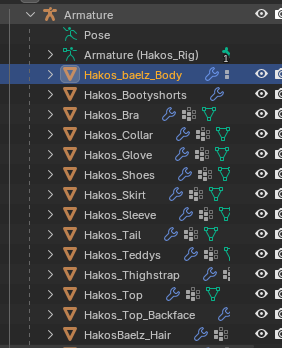 Armature
Pose
Armature (Hakos_Rig)
1
Hakos_baelz_Body
Hakos_Bootyshorts
Hakos_Bra
Hakos_Collar
Hakos_Glove
Hakos_Shoes
Hakos_Skirt
Hakos_Sleeve
Hakos_Tail
Hakos_Teddys
Hakos_Thighstrap
Hakos_Top
Hakos_Top_Backface
HakosBaelz_Hair